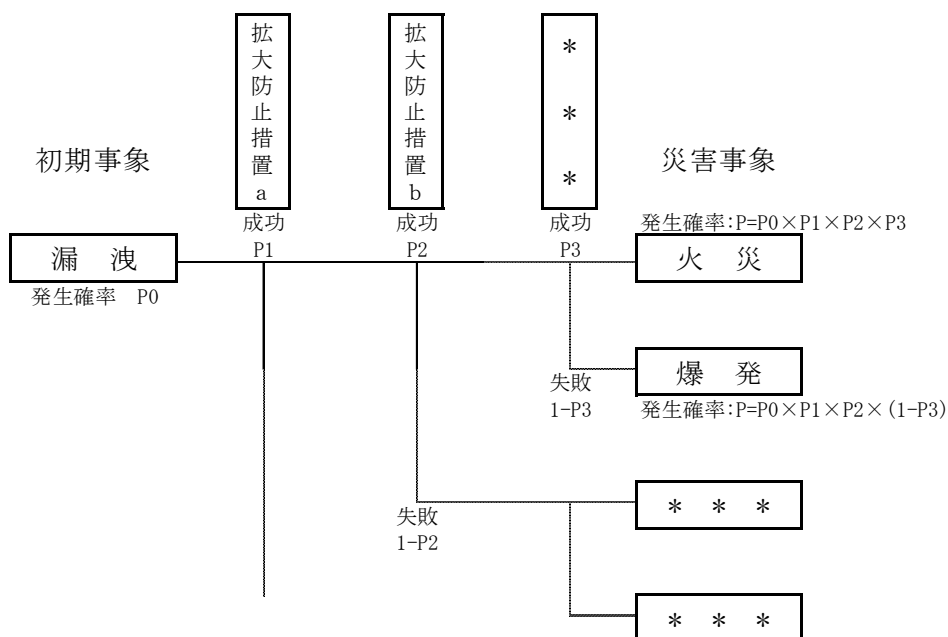 拡大防止措置a
拡大防止措置b
＊＊＊
初期事象
災害事象
成功
P1
成功
P2
成功
P3
発生確率:P=P0×P1×P2×P3
漏　洩
火　災
発生確率　P0
爆　発
失敗
1-P3
発生確率:P=P0×P1×P2×(1-P3)
＊　＊　＊
失敗
1-P2
＊　＊　＊